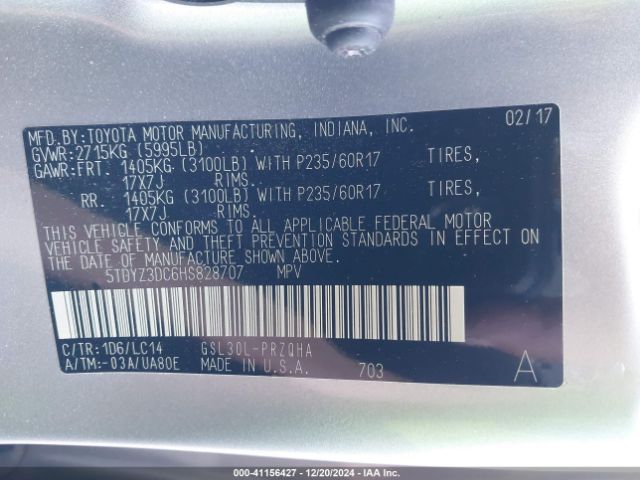 MFD.BY:TOYOTA MOTOR MANUFACTURING, INDIANA, INC. 02/17
GVWR:2715KG (5995LB)
GAWR:FRT. 1405KG (3100LB) WITH P235/60R17 TIRES,
17X7J RIMS.
RR. 1405KG (3100LB) WITH P235/60R17 TIRES,
17X7J RIMS.
THIS VEHICLE CONFORMS TO ALL APPLICABLE FEDERAL MOTOR
VEHICLE SAFETY AND THEFT PREVENTION STANDARDS IN EFFECT ON
THE DATE OF MANUFACTURE SHOWN ABOVE.
5TDYZ3DC6HS828707 MPV
C/TR:1D6/LC14 GSL30L-PRZQHA
A/TM:-03A/UA80E MADE IN U.S.A. 703 A
000-41156427 - 12/20/2024 - IAA Inc.